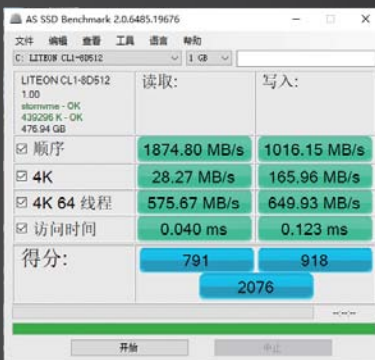 AS SSD Benchmark 2.0.6485.19676
文件 编辑 查看 工具 语言 帮助
C: LITEON CL1-8D512 1 GB
LITEON CL1-8D512 读取: 写入:
1.00
stornvme - OK
439296 K - OK
476.94 GB
顺序 1874.80 MB/s 1016.15 MB/s
4K 28.27 MB/s 165.96 MB/s
4K 64 线程 575.67 MB/s 649.93 MB/s
访问时间 0.040 ms 0.123 ms
得分: 791 918
2076
--:--:--
开始 中止